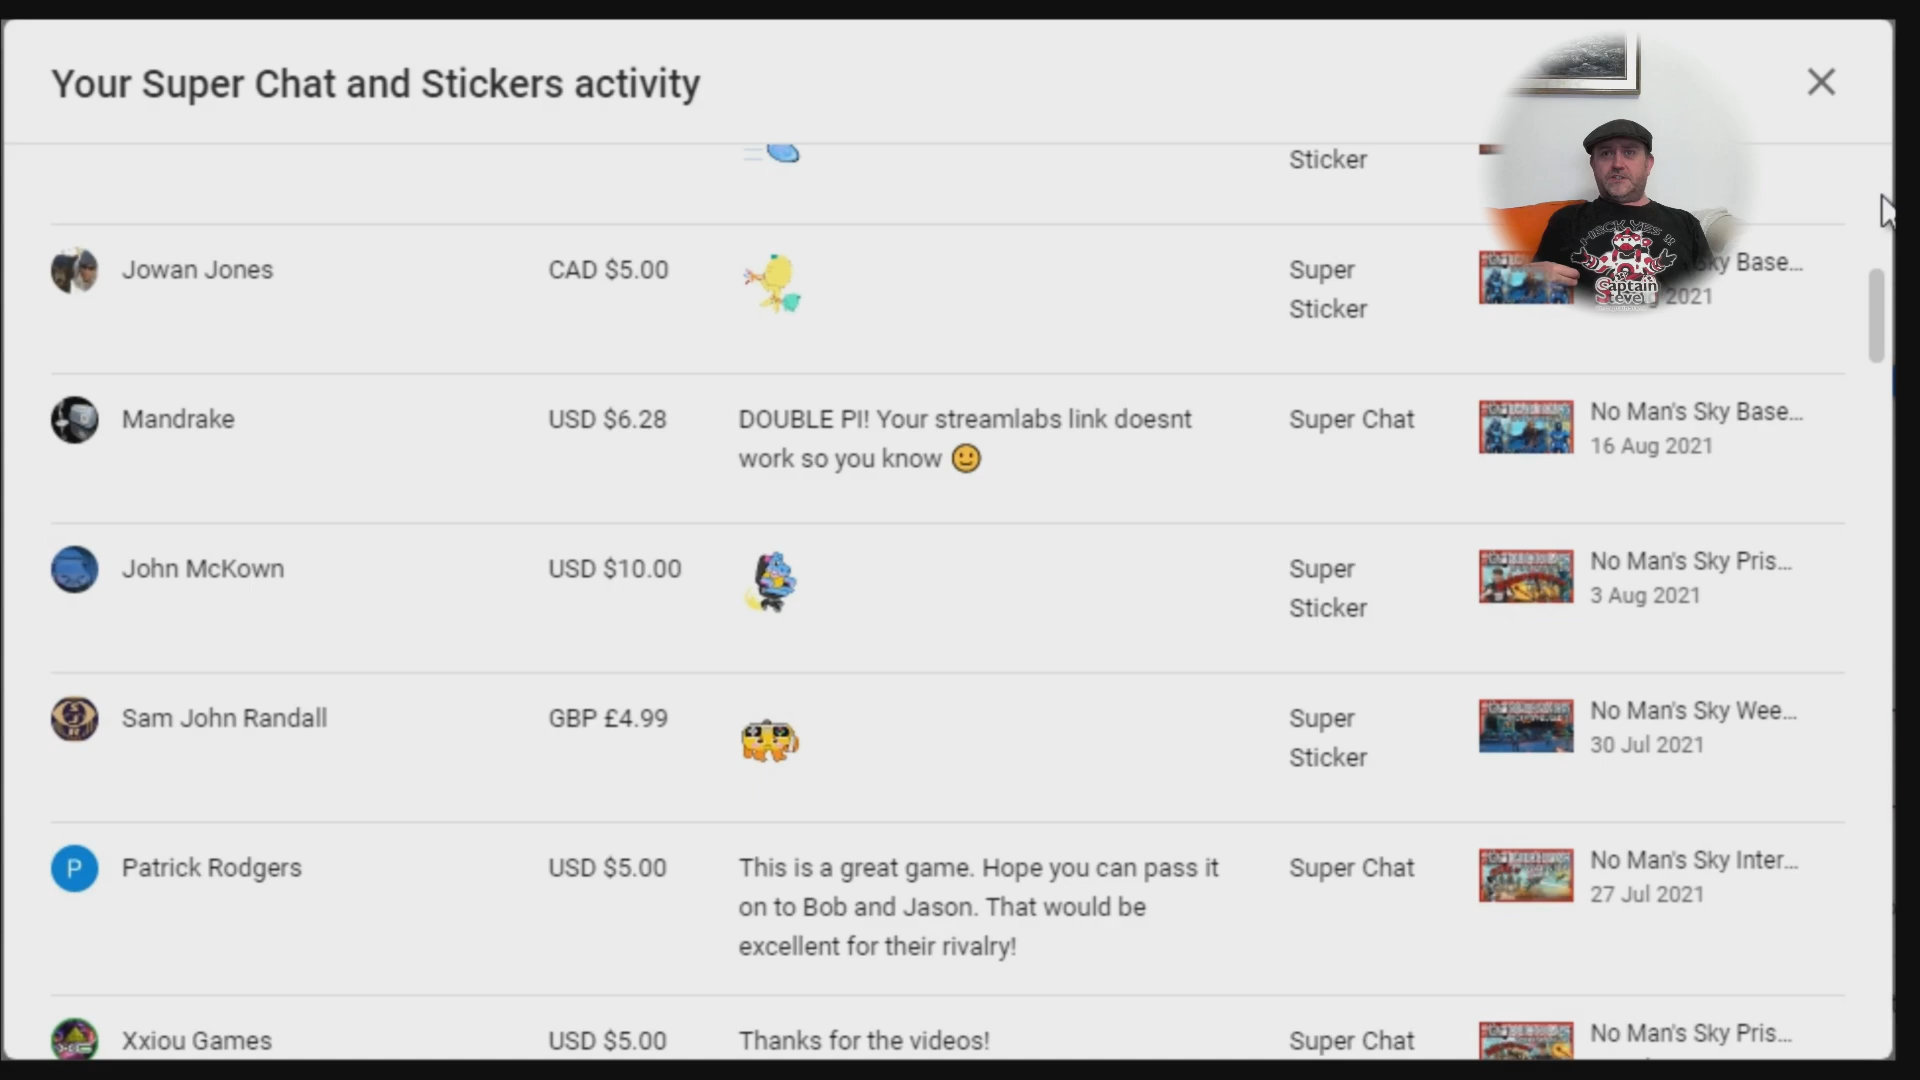 Your Super Chat and Stickers activity
Sticker
Jowan Jones CAD $5.00 Super Sky Base...
Sticker 2021
HECK YES !!
Captain
Steve
Mandrake USD $6.28 DOUBLE PI! Your streamlabs link doesnt Super Chat No Man's Sky Base...
work so you know 16 Aug 2021
John McKown USD $10.00 Super No Man's Sky Pris...
Sticker 3 Aug 2021
Sam John Randall GBP £4.99 Super No Man's Sky Wee...
Sticker 30 Jul 2021
P Patrick Rodgers USD $5.00 This is a great game. Hope you can pass it Super Chat No Man's Sky Inter...
on to Bob and Jason. That would be 27 Jul 2021
excellent for their rivalry!
Xxiou Games USD $5.00 Thanks for the videos! Super Chat No Man's Sky Pris...